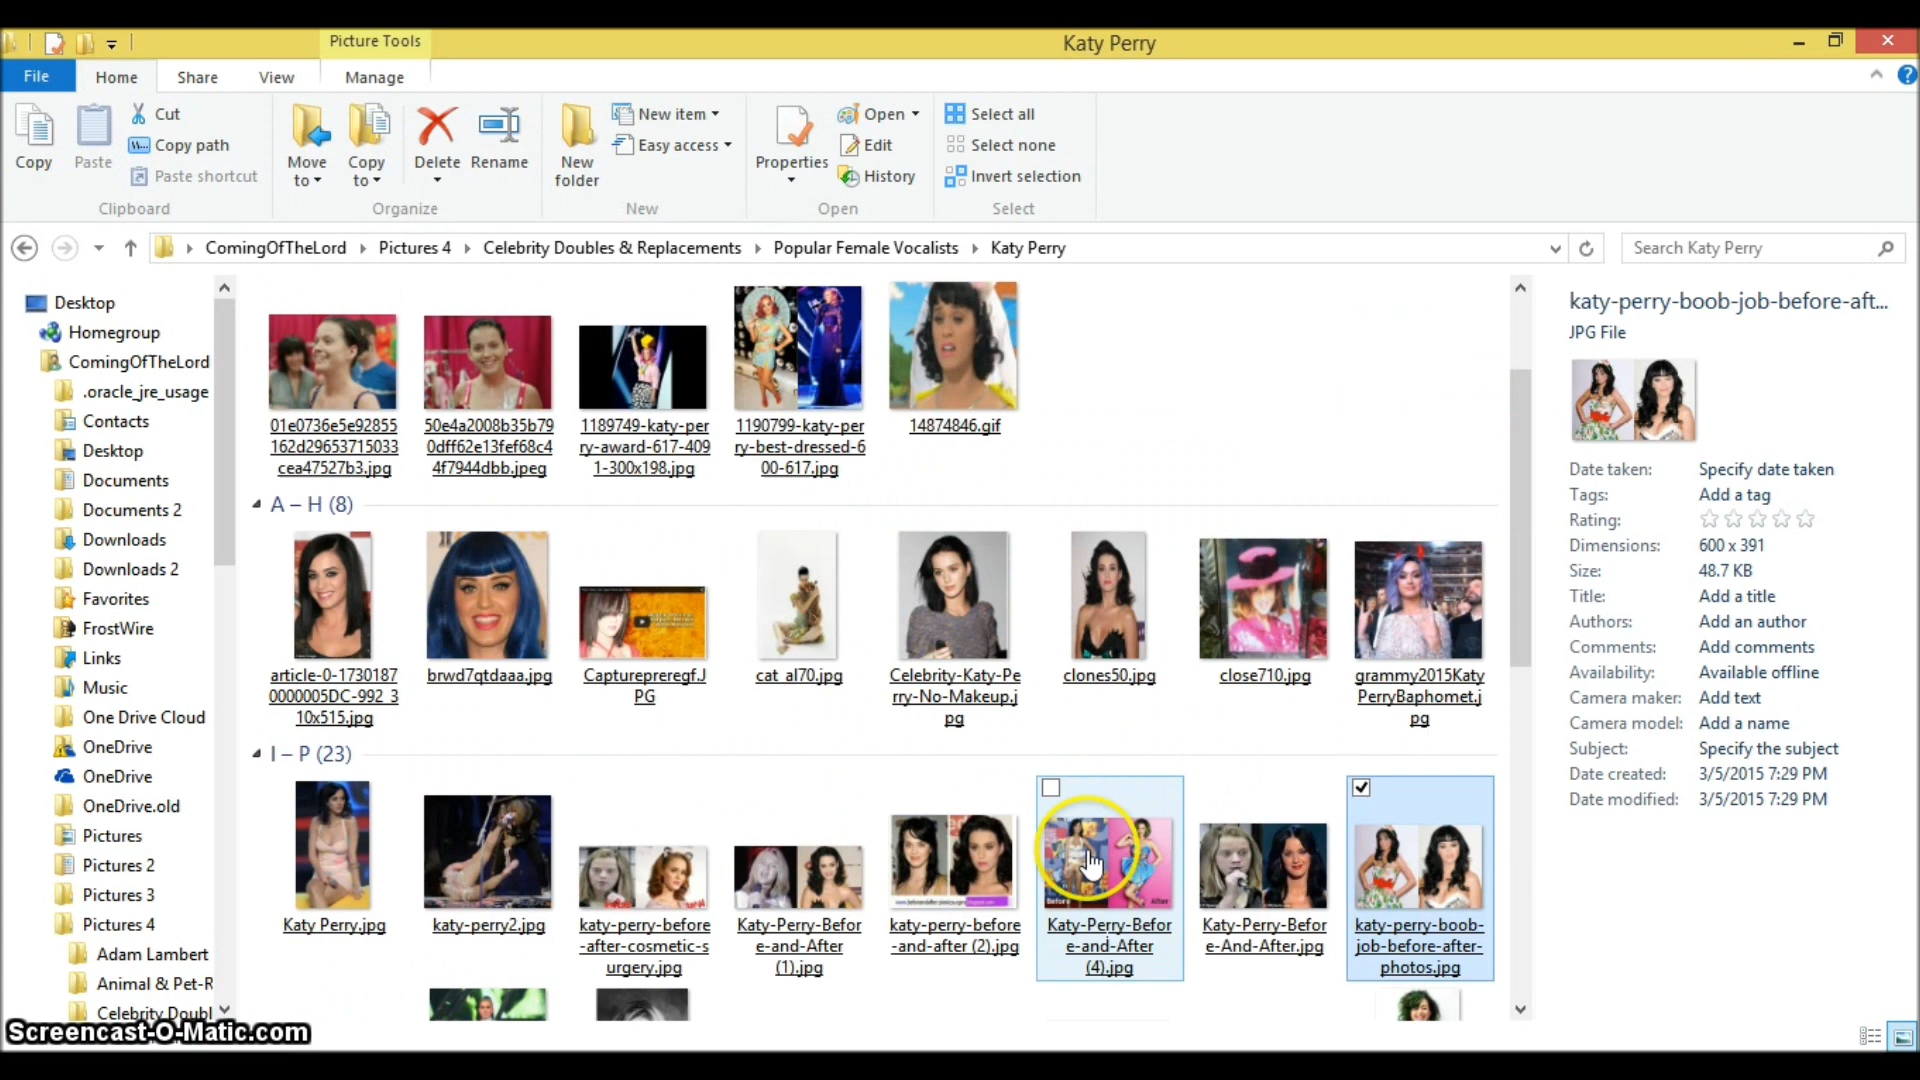 Picture Tools
Katy Perry
File
Home
Share
View
Manage
Copy
Paste
Cut
Copy path
Paste shortcut
Clipboard
Move to
Copy to
Delete
Rename
Organize
New folder
New item
Easy access
New
Properties
Open
Edit
History
Open
Select all
Select none
Invert selection
Select
ComingOfTheLord
Pictures 4
Celebrity Doubles & Replacements
Popular Female Vocalists
Katy Perry
Search Katy Perry
Desktop
Homegroup
ComingOfTheLord
.oracle_jre_usage
Contacts
Desktop
Documents
Documents 2
Downloads
Downloads 2
Favorites
FrostWire
Links
Music
One Drive Cloud
OneDrive
OneDrive
OneDrive.old
Pictures
Pictures 2
Pictures 3
Pictures 4
Adam Lambert
Animal & Pet-R
Celebrity Doubl
01e0736e5e92855
162d29653715033
cea47527b3.jpg
50e4a2008b35b79
0dff62e13fef68c4
4f7944dbb.jpeg
1189749-katy-per
ry-award-617-409
1-300x198.jpg
1190799-katy-per
ry-best-dressed-6
00-617.jpg
14874846.gif
A – H (8)
article-0-1730187
0000005DC-992_3
10x515.jpg
brwd7qtdaaa.jpg
Capturepreregf.J
PG
cat_al70.jpg
Celebrity-Katy-Pe
rry-No-Makeup.j
pg
clones50.jpg
close710.jpg
grammy2015Katy
PerryBaphomet.j
pg
I – P (23)
Before
After
Katy Perry.jpg
katy-perry2.jpg
katy-perry-before
-after-cosmetic-s
urgery.jpg
Katy-Perry-Befor
e-and-After
(1).jpg
katy-perry-before
-and-after (2).jpg
Katy-Perry-Befor
e-and-After
(4).jpg
Katy-Perry-Befor
e-And-After.jpg
katy-perry-boob-
job-before-after-
photos.jpg
katy-perry-boob-job-before-aft...
JPG File
Date taken: Specify date taken
Tags: Add a tag
Rating:
Dimensions: 600 x 391
Size: 48.7 KB
Title: Add a title
Authors: Add an author
Comments: Add comments
Availability: Available offline
Camera maker: Add text
Camera model: Add a name
Subject: Specify the subject
Date created: 3/5/2015 7:29 PM
Date modified: 3/5/2015 7:29 PM
Screencast-O-Matic.com